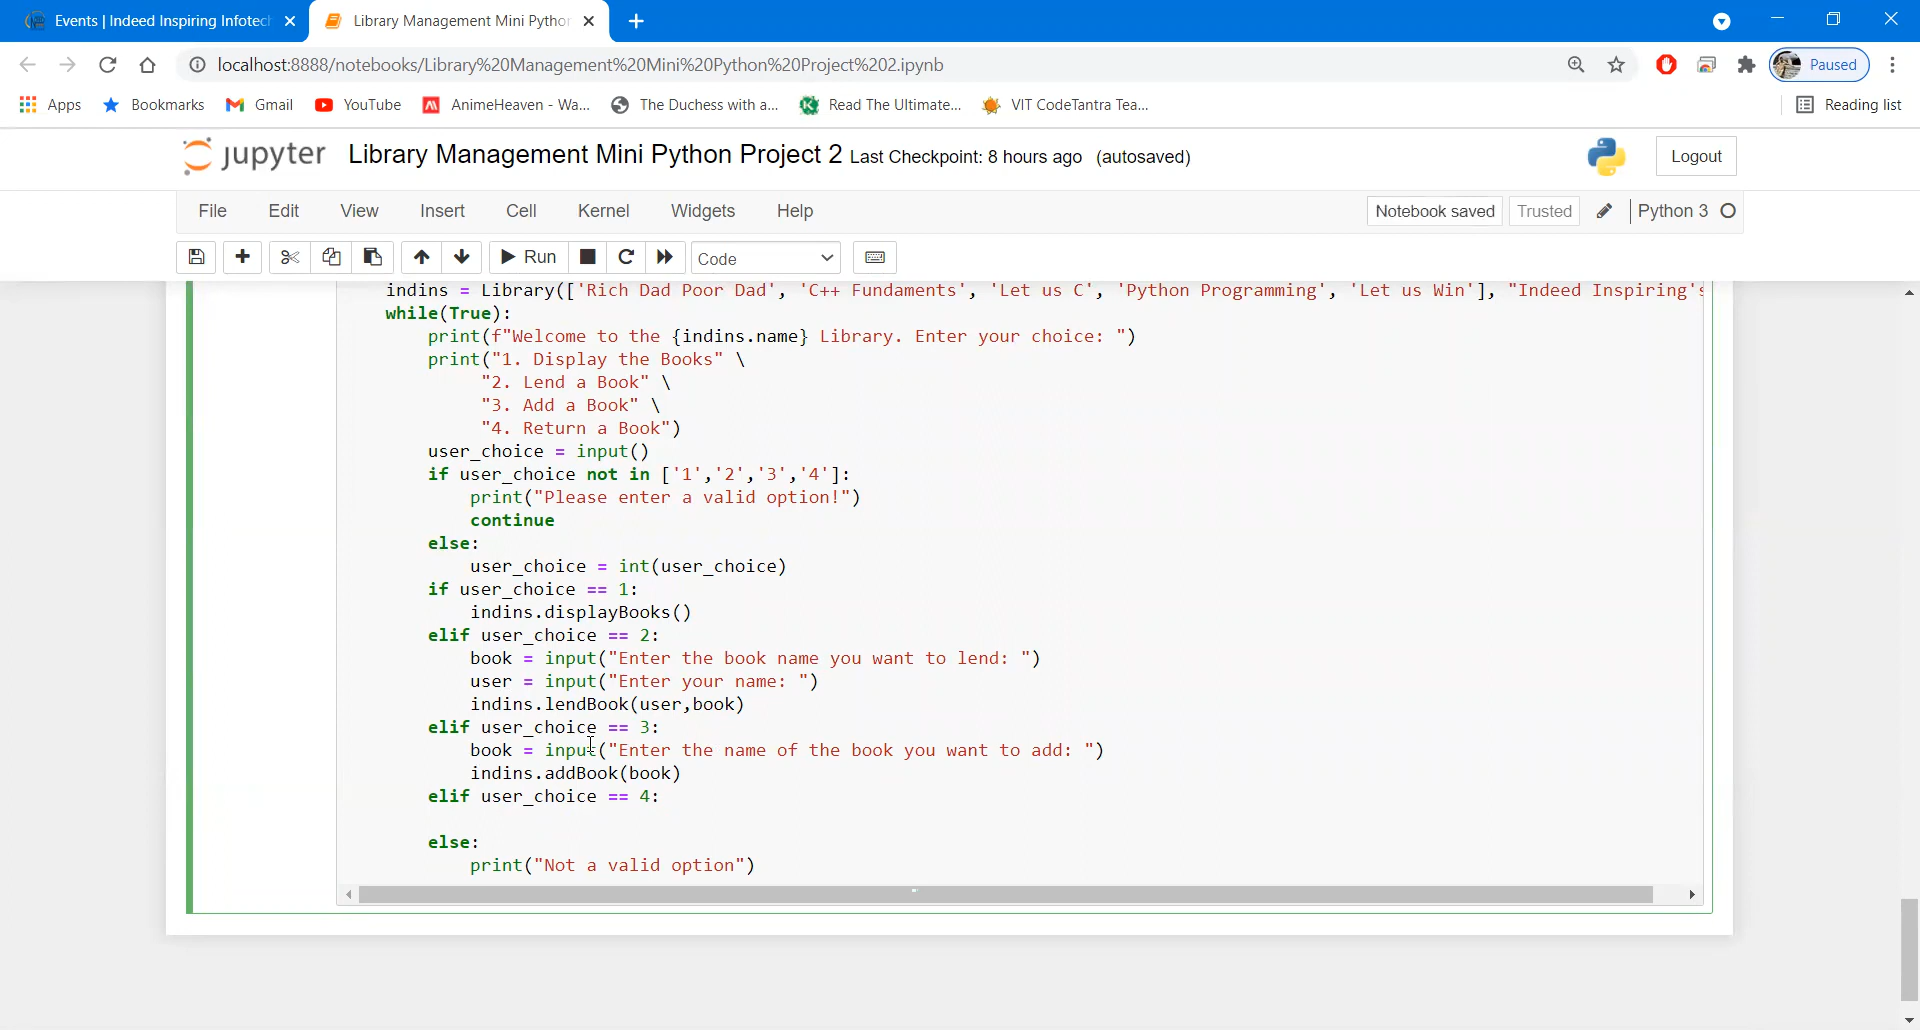 Events | Indeed Inspiring Infotech
Library Management Mini Python
localhost:8888/notebooks/Library%20Management%20Mini%20Python%20Project%202.ipynb
Paused
Apps
Bookmarks
Gmail
YouTube
AnimeHeaven - Wa...
The Duchess with a...
Read The Ultimate...
VIT CodeTantra Tea...
Reading list
jupyter
Library Management Mini Python Project 2 Last Checkpoint: 8 hours ago (autosaved)
Logout
File Edit View Insert Cell Kernel Widgets Help
Notebook saved Trusted Python 3
Run Code
indins = Library(['Rich Dad Poor Dad', 'C++ Fundaments', 'Let us C', 'Python Programming', 'Let us Win'], "Indeed Inspiring's
while(True):
print(f"Welcome to the {indins.name} Library. Enter your choice: ")
print("1. Display the Books" \
"2. Lend a Book" \
"3. Add a Book" \
"4. Return a Book")
user_choice = input()
if user_choice not in ['1','2','3','4']:
print("Please enter a valid option!")
continue
else:
user_choice = int(user_choice)
if user_choice == 1:
indins.displayBooks()
elif user_choice == 2:
book = input("Enter the book name you want to lend: ")
user = input("Enter your name: ")
indins.lendBook(user,book)
elif user_choice == 3:
book = input("Enter the name of the book you want to add: ")
indins.addBook(book)
elif user_choice == 4:
else:
print("Not a valid option")